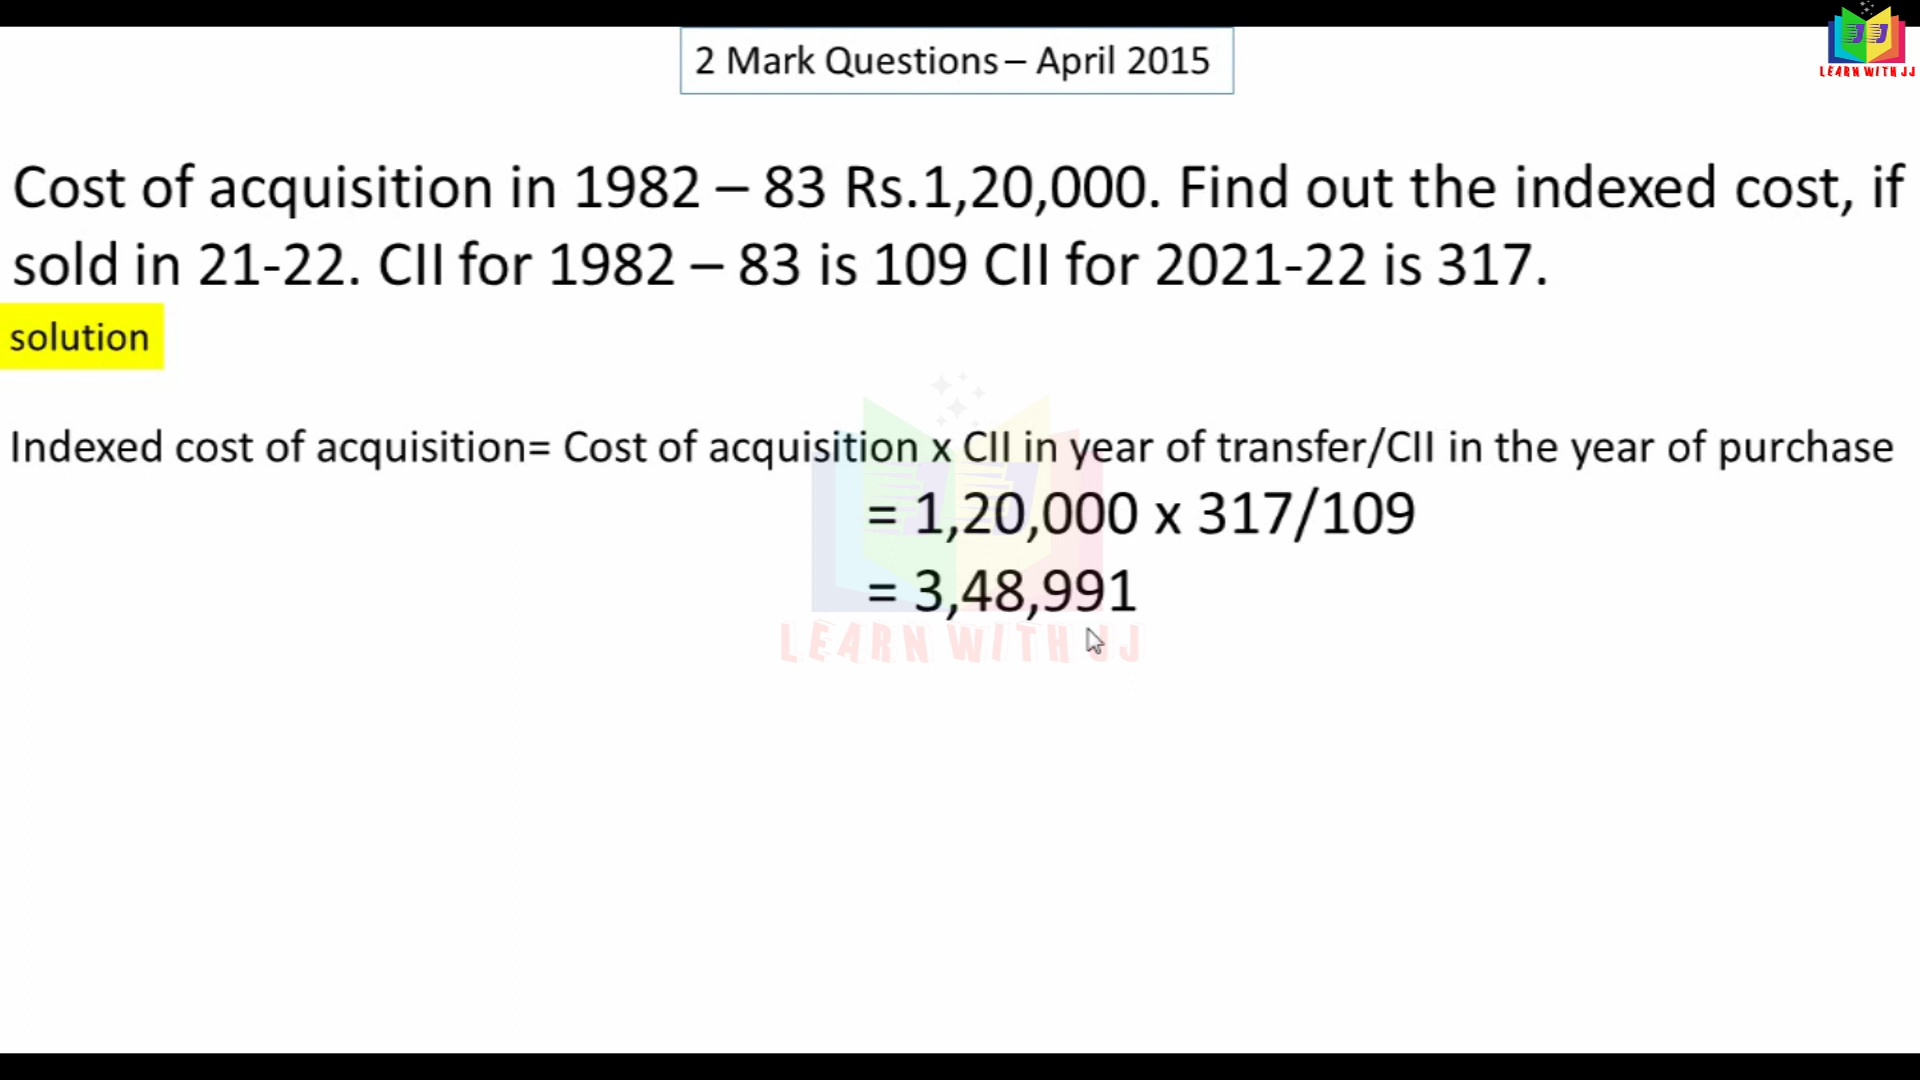 2 Mark Questions – April 2015
LEARN WITH JJ
Cost of acquisition in 1982 – 83 Rs.1,20,000. Find out the indexed cost, if
sold in 21-22. CII for 1982 – 83 is 109 CII for 2021-22 is 317.
solution
Indexed cost of acquisition= Cost of acquisition x CII in year of transfer/CII in the year of purchase
= 1,20,000 x 317/109
= 3,48,991
LEARN WITH JJ